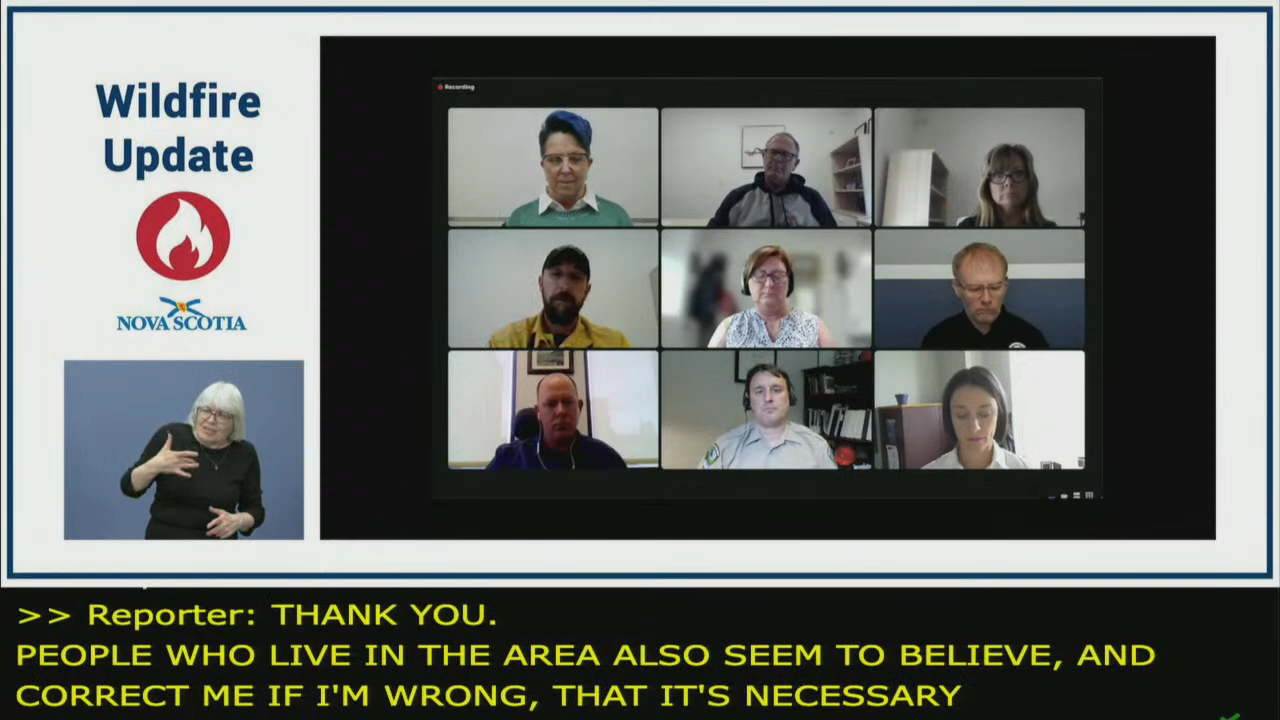 Wildfire
Update
NOVA SCOTIA
Recording
>> Reporter: THANK YOU.
PEOPLE WHO LIVE IN THE AREA ALSO SEEM TO BELIEVE, AND
CORRECT ME IF I'M WRONG, THAT IT'S NECESSARY